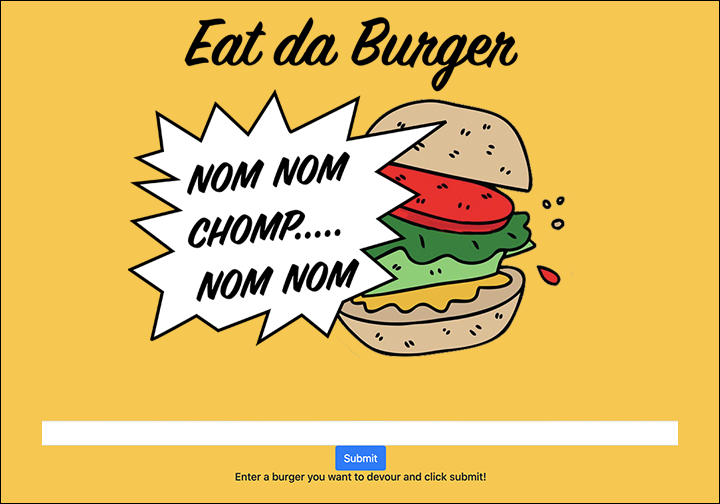 Eat da Burger
NOM NOM
CHOMP.....
NOM NOM
Submit
Enter a burger you want to devour and click submit!